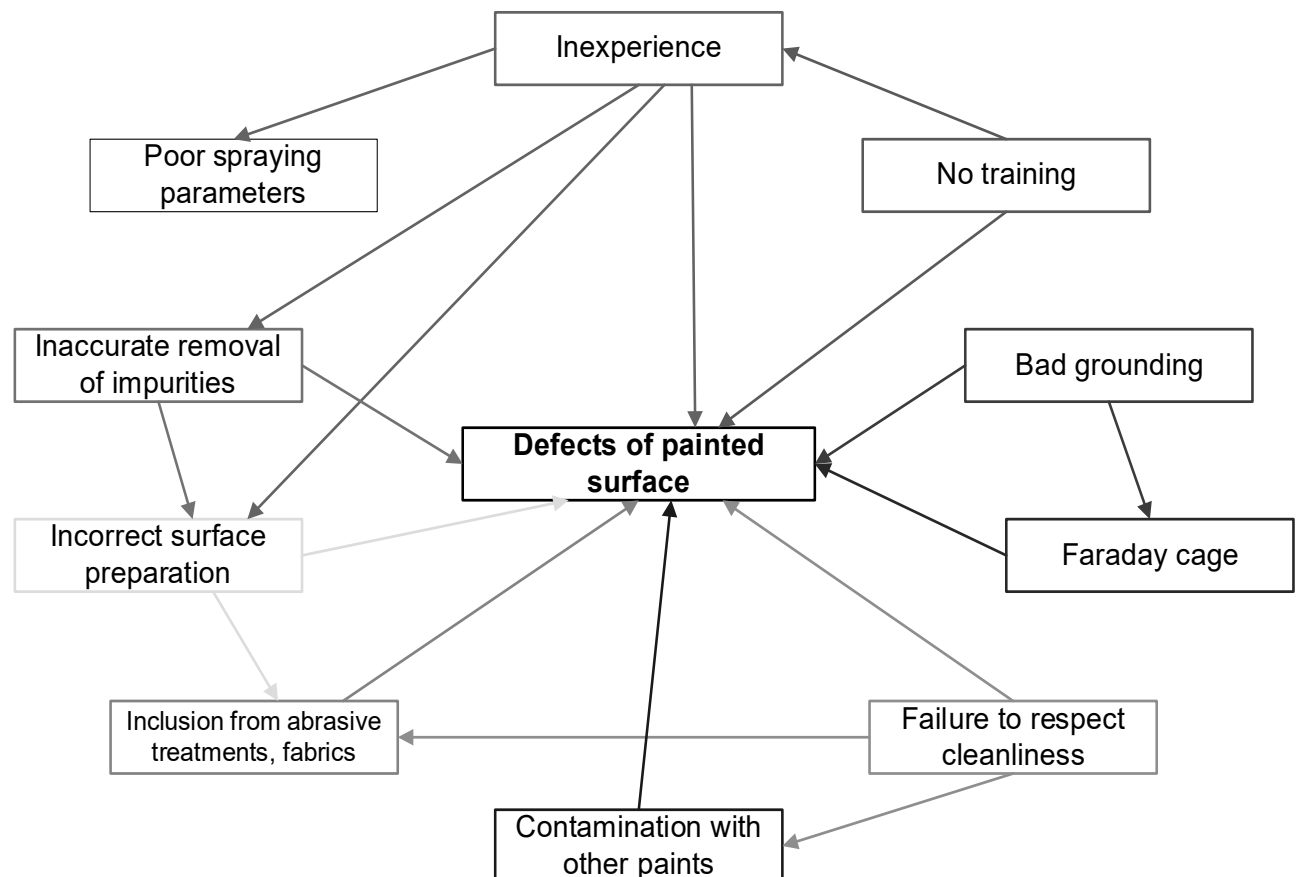 Inexperience
Poor spraying
parameters
No training
Inaccurate removal
of impurities
Bad grounding
Defects of painted
surface
Incorrect surface
preparation
Faraday cage
Inclusion from abrasive
treatments, fabrics
Failure to respect
cleanliness
Contamination with
other paints